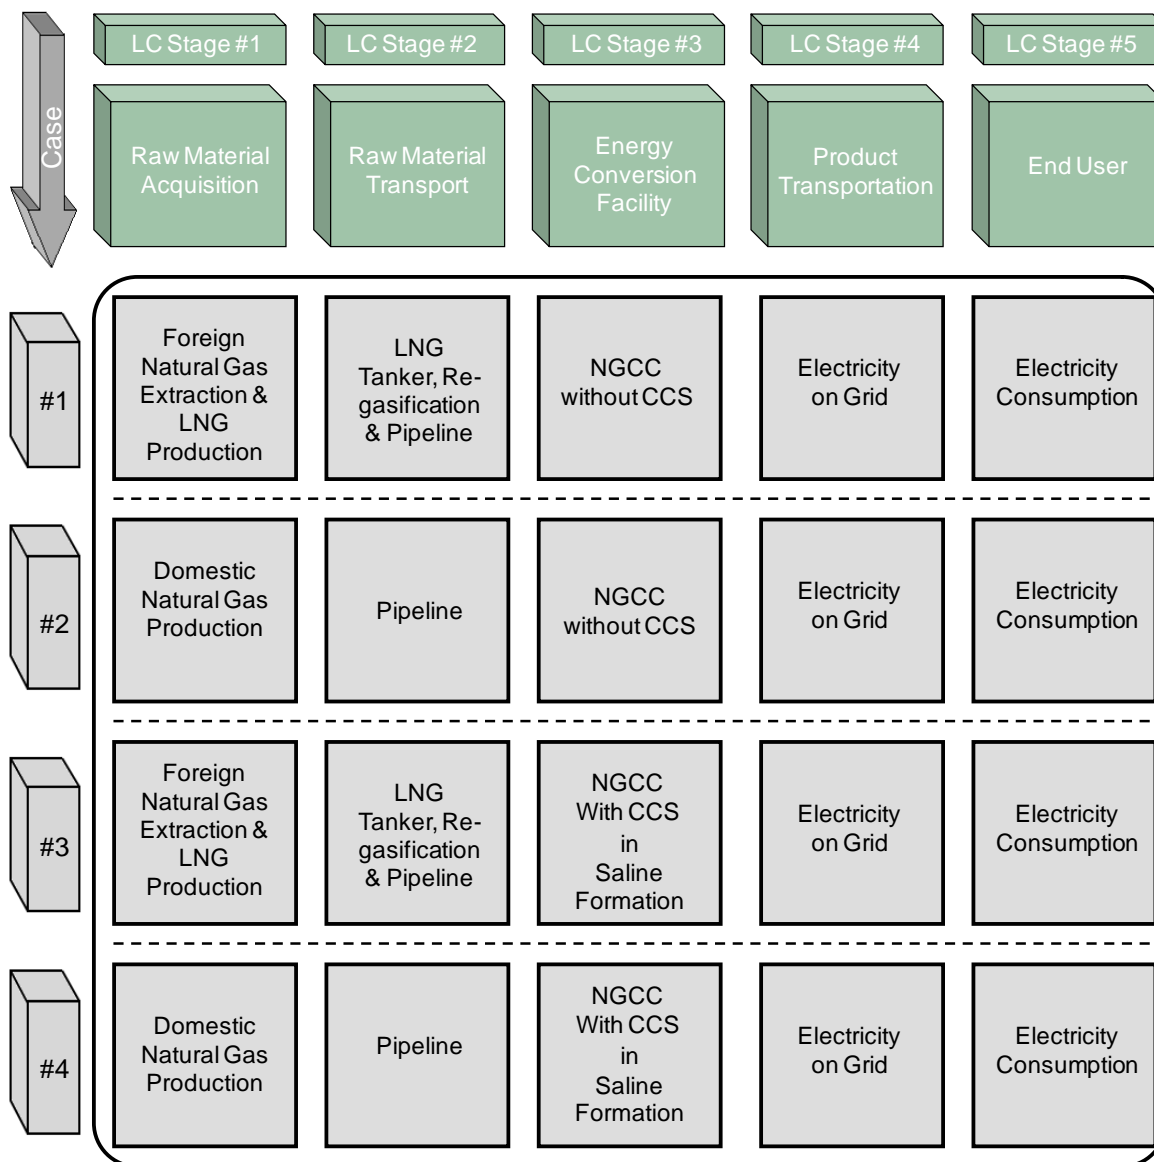 Case
LC Stage #1
LC Stage #2
LC Stage #3
LC Stage #4
LC Stage #5
Raw Material
Acquisition
Raw Material
Transport
Energy
Conversion
Facility
Product
Transportation
End User
#1
Foreign
Natural Gas
Extraction &
LNG
Production
LNG
Tanker, Re-
gasification
& Pipeline
NGCC
without CCS
Electricity
on Grid
Electricity
Consumption
#2
Domestic
Natural Gas
Production
Pipeline
NGCC
without CCS
Electricity
on Grid
Electricity
Consumption
#3
Foreign
Natural Gas
Extraction &
LNG
Production
LNG
Tanker, Re-
gasification
& Pipeline
NGCC
With CCS
in
Saline
Formation
Electricity
on Grid
Electricity
Consumption
#4
Domestic
Natural Gas
Production
Pipeline
NGCC
With CCS
in
Saline
Formation
Electricity
on Grid
Electricity
Consumption